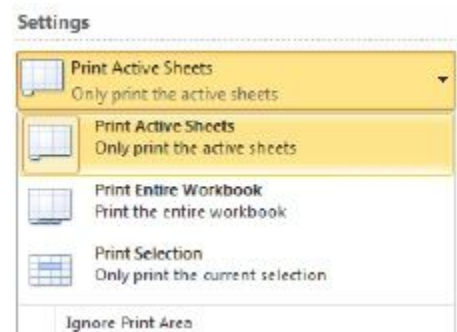 Settings
Print Active Sheets
Only print the active sheets
Print Active Sheets
Only print the active sheets
Print Entire Workbook
Print the entire workbook
Print Selection
Only print the current selection
Ignore Print Area